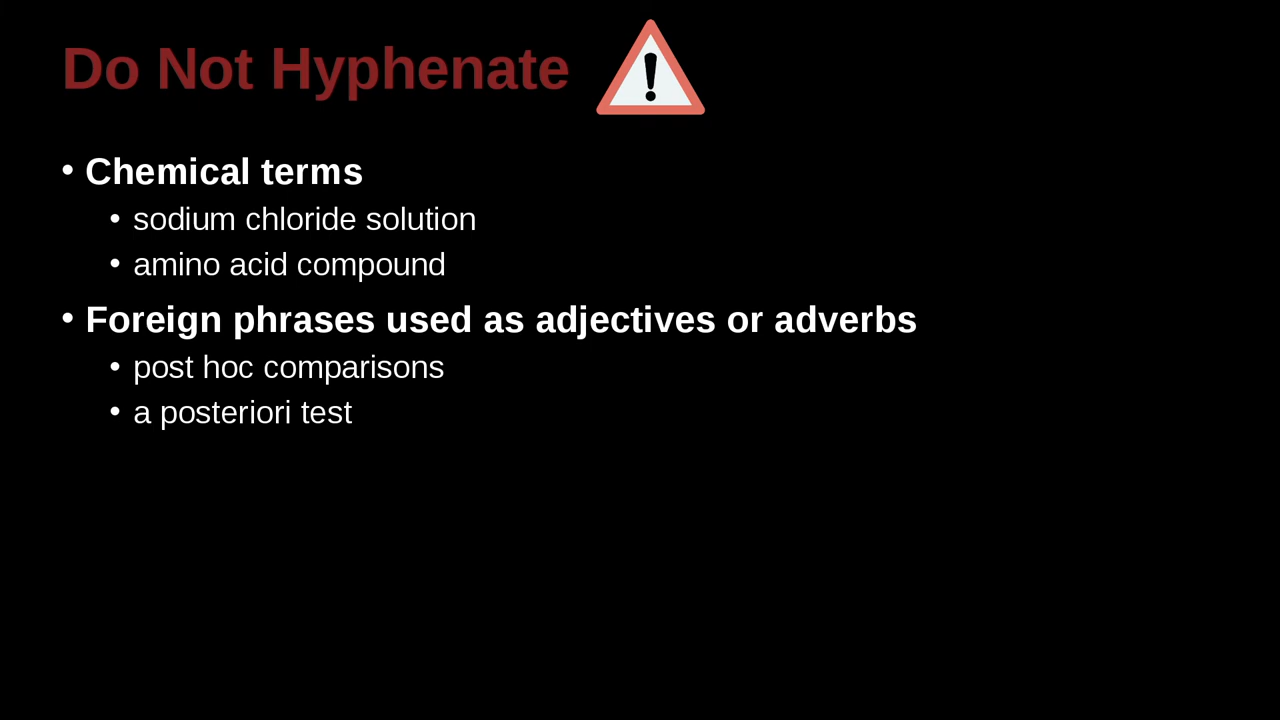 Do Not Hyphenate
• Chemical terms
• sodium chloride solution
• amino acid compound
• Foreign phrases used as adjectives or adverbs
• post hoc comparisons
• a posteriori test